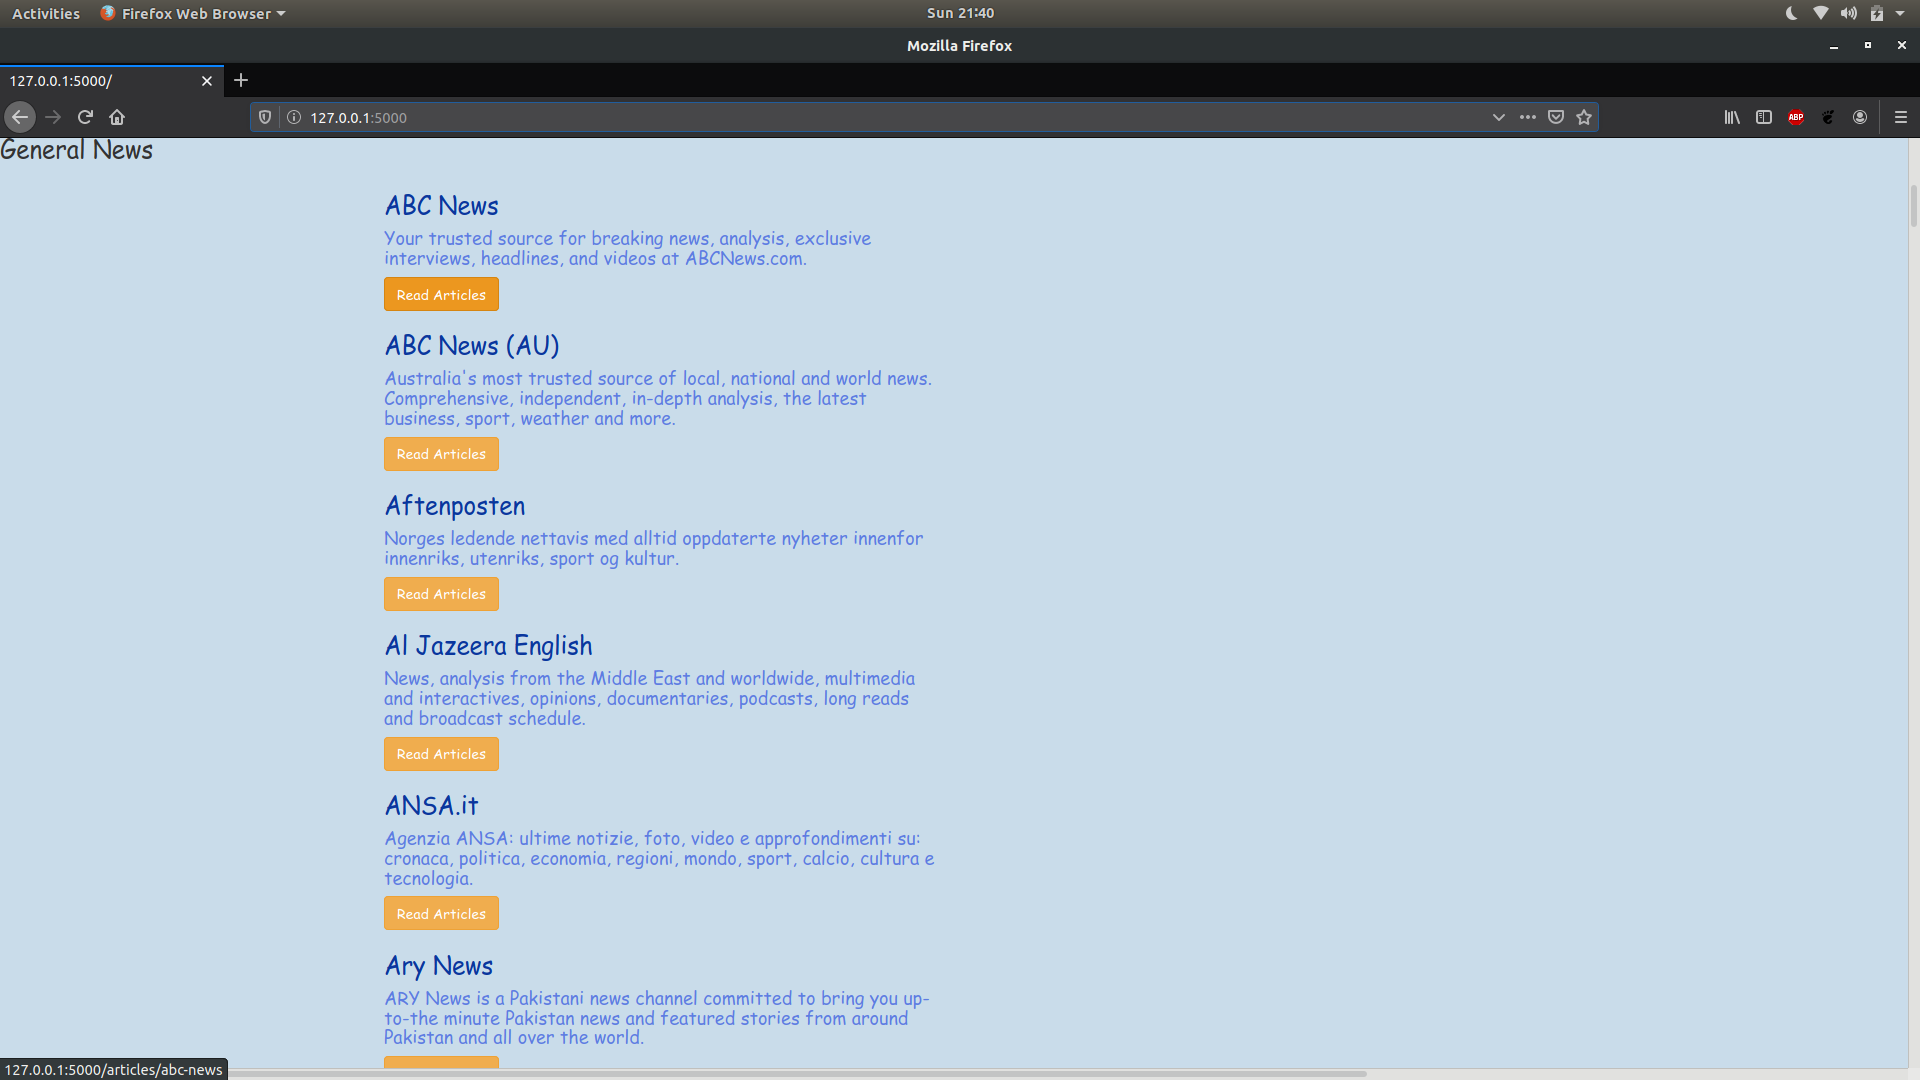 Activities Firefox Web Browser Sun 21:40
Mozilla Firefox
127.0.0.1:5000/
127.0.0.1:5000 ABP
General News
ABC News
Your trusted source for breaking news, analysis, exclusive
interviews, headlines, and videos at ABCNews.com.
Read Articles
ABC News (AU)
Australia's most trusted source of local, national and world news.
Comprehensive, independent, in-depth analysis, the latest
business, sport, weather and more.
Read Articles
Aftenposten
Norges ledende nettavis med alltid oppdaterte nyheter innenfor
innenriks, utenriks, sport og kultur.
Read Articles
Al Jazeera English
News, analysis from the Middle East and worldwide, multimedia
and interactives, opinions, documentaries, podcasts, long reads
and broadcast schedule.
Read Articles
ANSA.it
Agenzia ANSA: ultime notizie, foto, video e approfondimenti su:
cronaca, politica, economia, regioni, mondo, sport, calcio, cultura e
tecnologia.
Read Articles
Ary News
ARY News is a Pakistani news channel committed to bring you up-
to-the minute Pakistan news and featured stories from around
Pakistan and all over the world.
127.0.0.1:5000/articles/abc-news